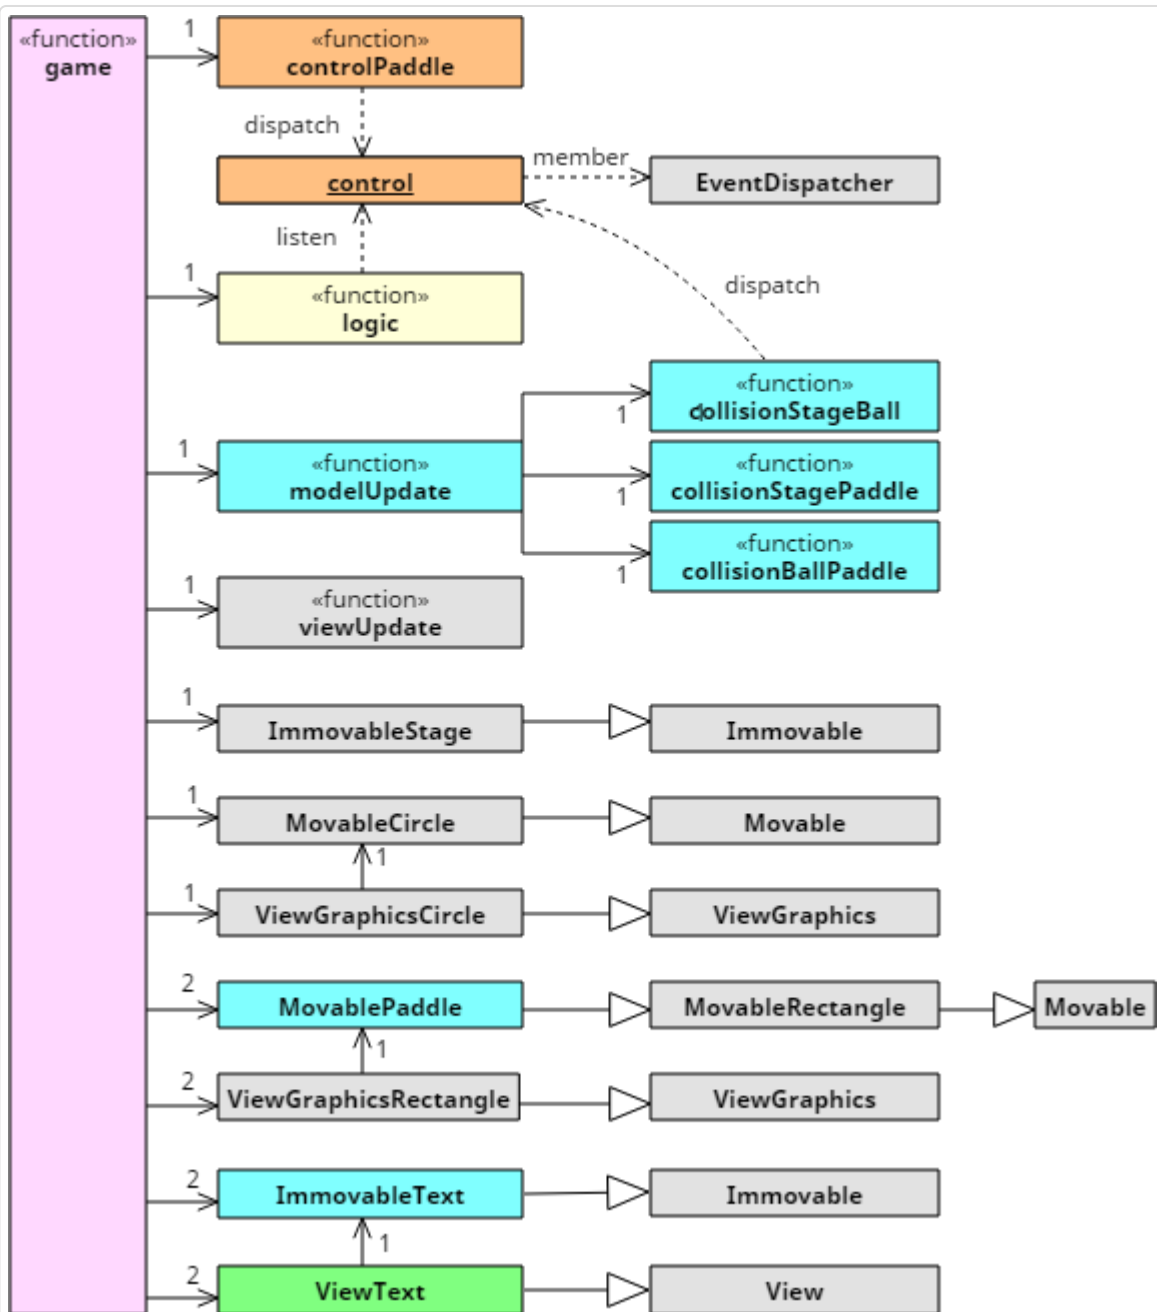 «function»
game
1
«function»
controlPaddle
dispatch
control
member
EventDispatcher
listen
dispatch
1
«function»
logic
1
«function»
modelUpdate
1
«function»
collisionStageBall
1
«function»
collisionStagePaddle
1
«function»
collisionBallPaddle
1
«function»
viewUpdate
1
ImmovableStage
Immovable
1
MovableCircle
Movable
1
1
ViewGraphicsCircle
ViewGraphics
2
MovablePaddle
MovableRectangle
Movable
1
2
ViewGraphicsRectangle
ViewGraphics
2
ImmovableText
Immovable
1
2
ViewText
View